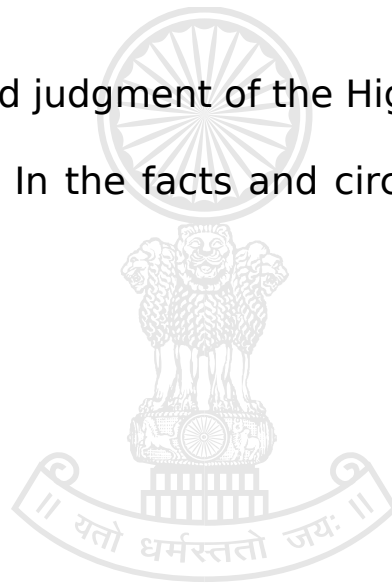 d judgment of the Hig
In the facts and circ
॥ यतो धर्मस्ततो जयः ॥